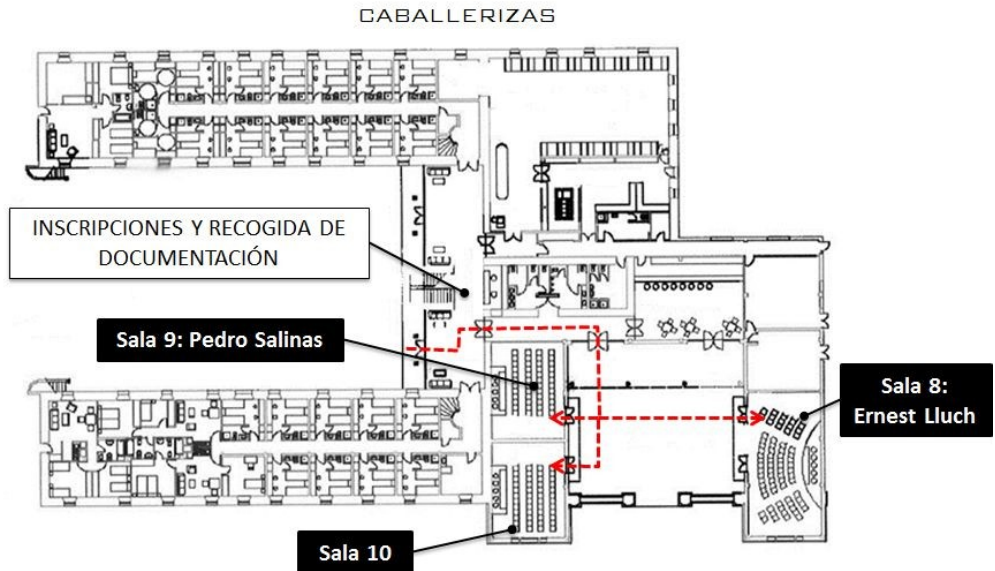 CABALLERIZAS
INSCRIPCIONES Y RECOGIDA DE
DOCUMENTACIÓN
Sala 9: Pedro Salinas
Sala 8:
Ernest Lluch
Sala 10